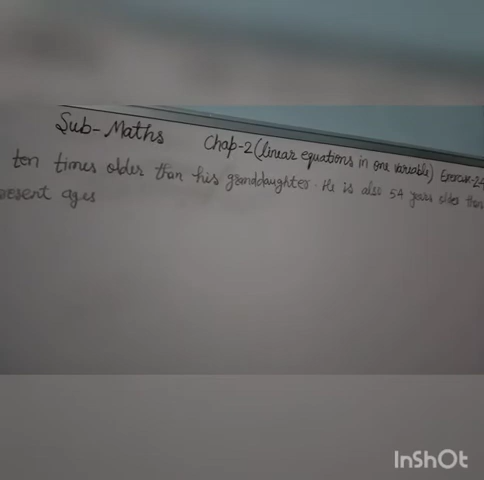 Sub-Maths Chap-2 (linear equations in one variable) Exercise-2.4
ten times older than his granddaughter. He is also 54 years older than
present ages
InShOt